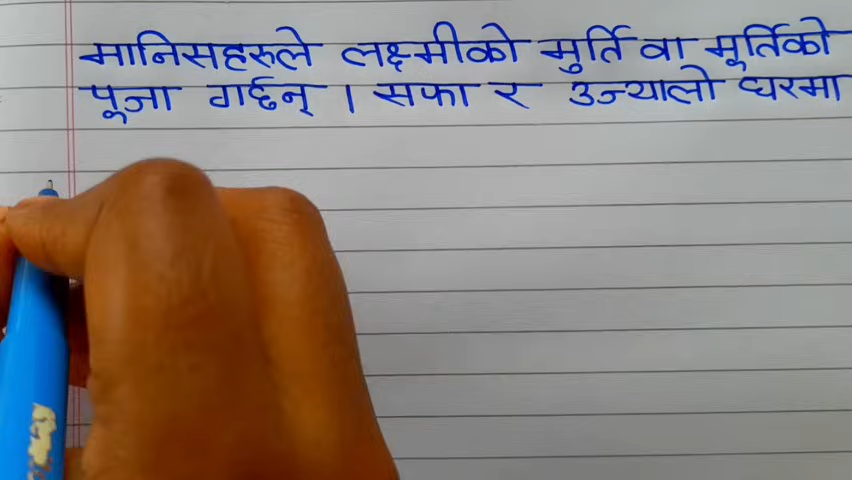 मानिसहरुले लक्ष्मीको मुर्ति वा मूर्तिको
पूजा गर्छन् । सफा र उज्यालो घरमा